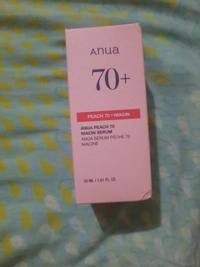 Anua
70+
PEACH 70+ NIACIN
ANUA PEACH 70
NIACIN SERUM
ANUA SÉRUM PÊCHE 70
NIACINE
30 ML / 1.01 FL. OZ.